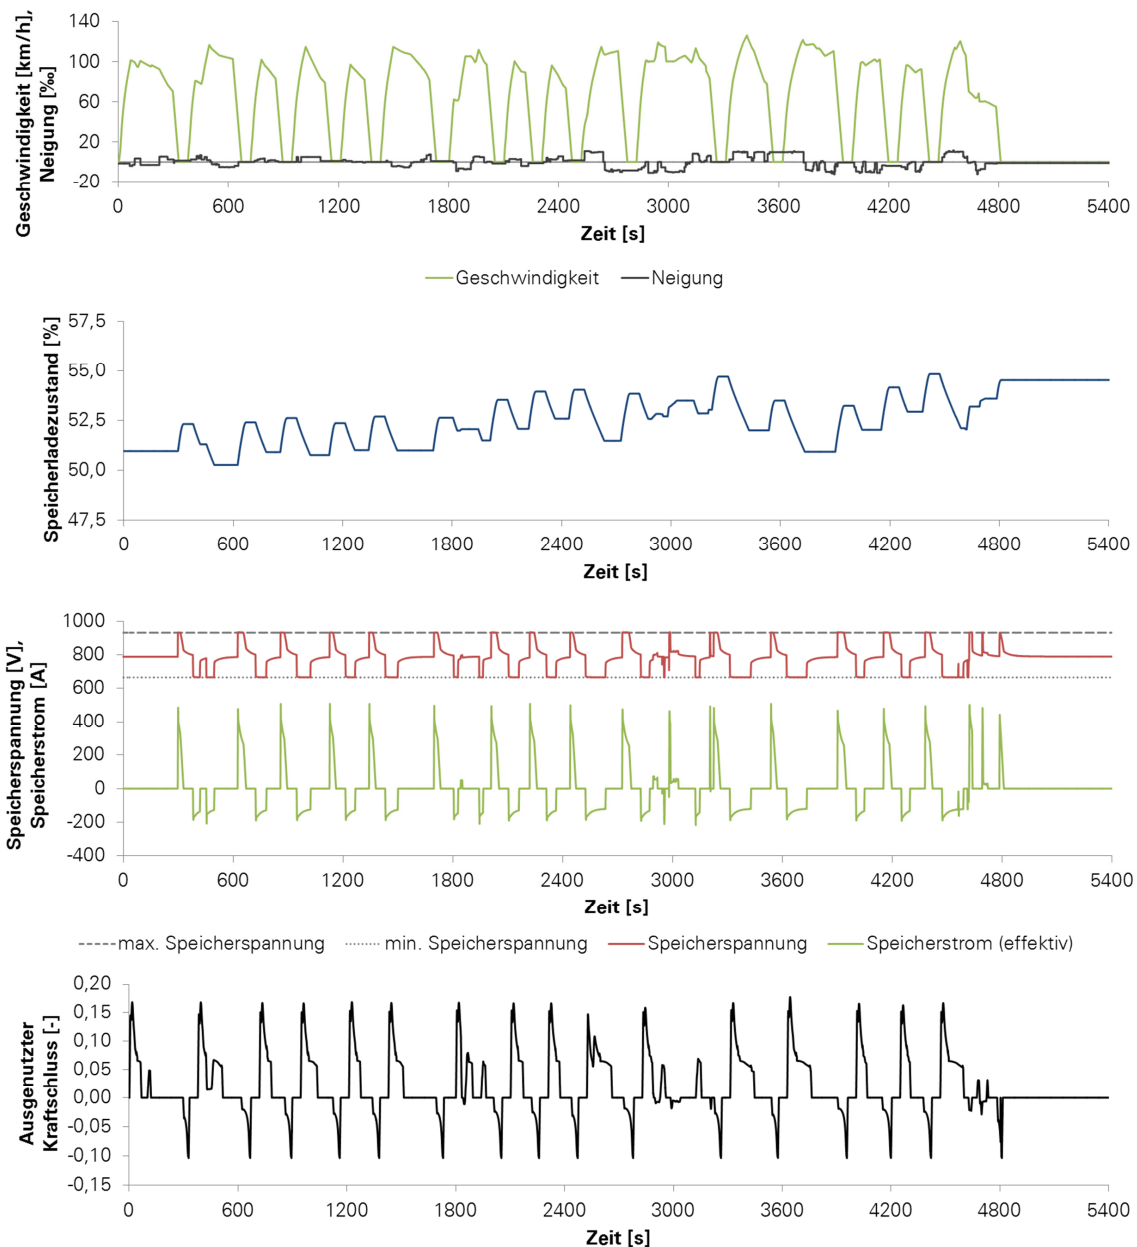 Geschwindigkeit [km/h],
Neigung [‰]
140
100
60
20
-20
0 600 1200 1800 2400 3000 3600 4200 4800 5400
Zeit [s]
Geschwindigkeit Neigung
Speicherladezustand [%]
57,5
55,0
52,5
50,0
47,5
0 600 1200 1800 2400 3000 3600 4200 4800 5400
Zeit [s]
Speicherspannung [V],
Speicherstrom [A]
1000
800
600
400
200
0
-200
-400
0 600 1200 1800 2400 3000 3600 4200 4800 5400
Zeit [s]
max. Speicherspannung min. Speicherspannung Speicherspannung Speicherstrom (effektiv)
Ausgenutzter
Kraftschluss [-]
0,20
0,15
0,10
0,05
0,00
-0,05
-0,10
-0,15
0 600 1200 1800 2400 3000 3600 4200 4800 5400
Zeit [s]